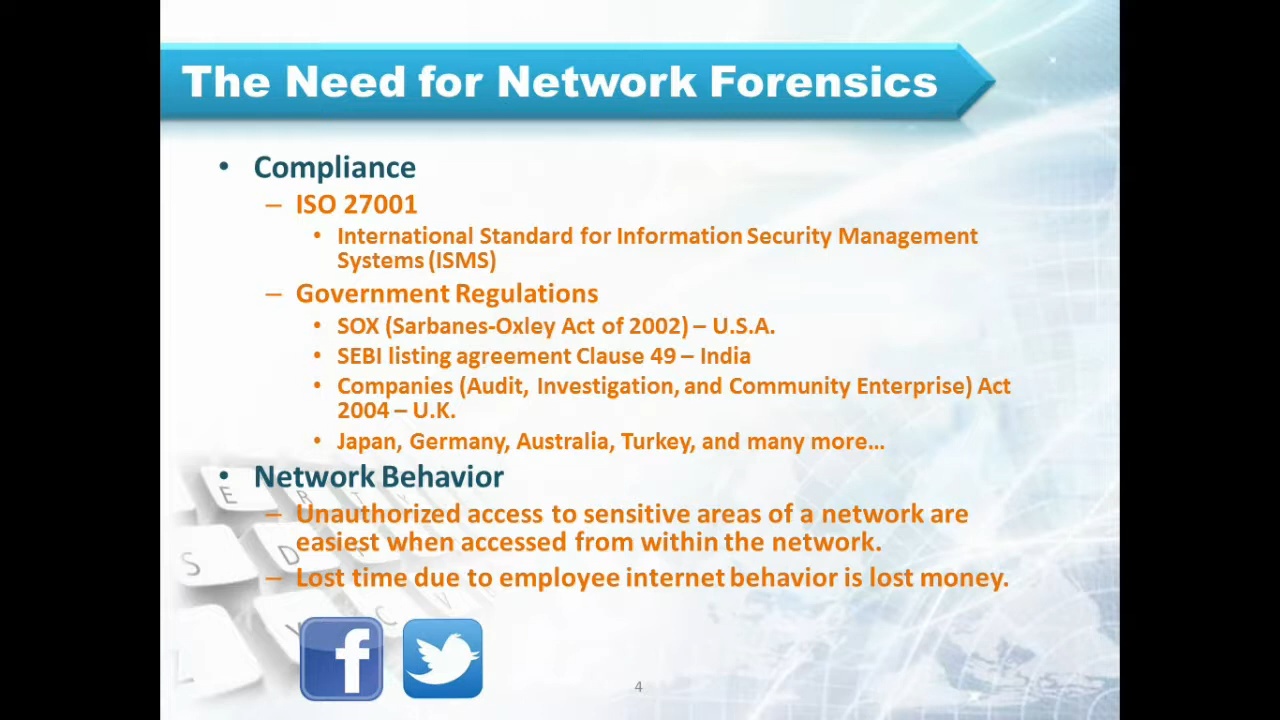 The Need for Network Forensics
• Compliance
– ISO 27001
• International Standard for Information Security Management
Systems (ISMS)
– Government Regulations
• SOX (Sarbanes-Oxley Act of 2002) – U.S.A.
• SEBI listing agreement Clause 49 – India
• Companies (Audit, Investigation, and Community Enterprise) Act
2004 – U.K.
• Japan, Germany, Australia, Turkey, and many more…
• Network Behavior
– Unauthorized access to sensitive areas of a network are
easiest when accessed from within the network.
– Lost time due to employee internet behavior is lost money.
4